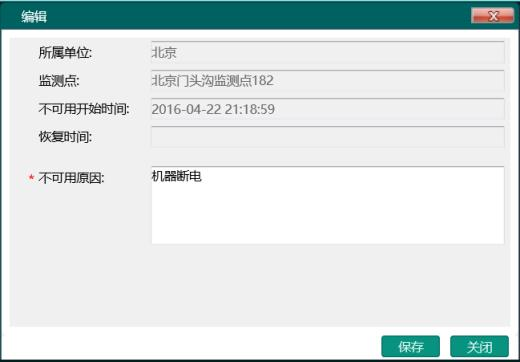 编辑
所属单位: 北京
监测点: 北京门头沟监测点182
不可用开始时间: 2016-04-22 21:18:59
恢复时间:
* 不可用原因: 机器断电
保存 关闭